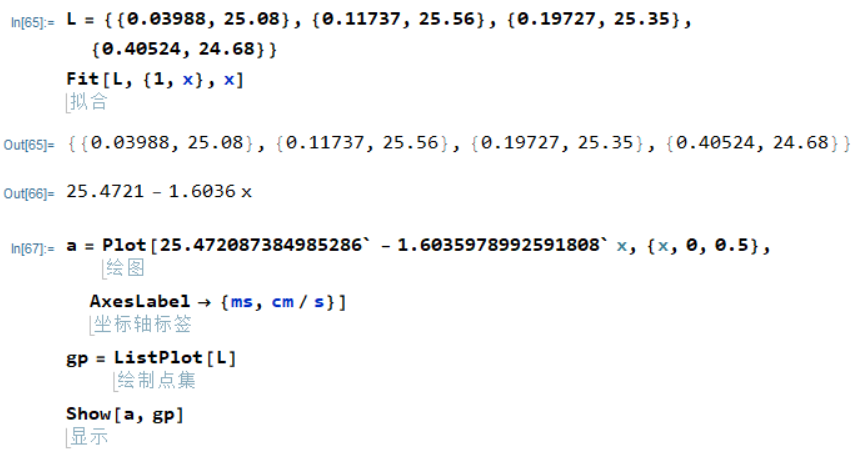 In[65]:= L = {{0.03988, 25.08}, {0.11737, 25.56}, {0.19727, 25.35},
{0.40524, 24.68}}
Fit[L, {1, x}, x]
拟合
Out[65]= {{0.03988, 25.08}, {0.11737, 25.56}, {0.19727, 25.35}, {0.40524, 24.68}}
Out[66]= 25.4721 - 1.6036 x
In[67]:= a = Plot[25.472087384985286` - 1.6035978992591808` x, {x, 0, 0.5},
绘图
AxesLabel → {ms, cm / s}]
坐标轴标签
gp = ListPlot[L]
绘制点集
Show[a, gp]
显示